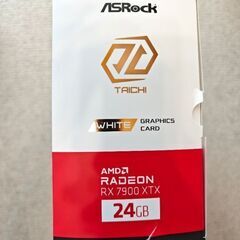 ASRock
TAICHI
WHITE GRAPHICS
CARD
AMD
RADEON
RX 7900 XTX
24GB